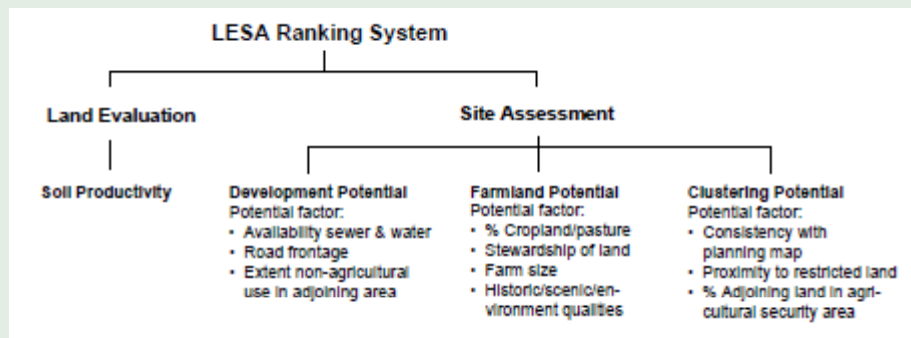 LESA Ranking System
Land Evaluation
Site Assessment
Soil Productivity
Development Potential
Potential factor:
• Availability sewer & water
• Road frontage
• Extent non-agricultural
use in adjoining area
Farmland Potential
Potential factor:
• % Cropland/pasture
• Stewardship of land
• Farm size
• Historic/scenic/en-
vironment qualities
Clustering Potential
Potential factor:
• Consistency with
planning map
• Proximity to restricted land
• % Adjoining land in agri-
cultural security area